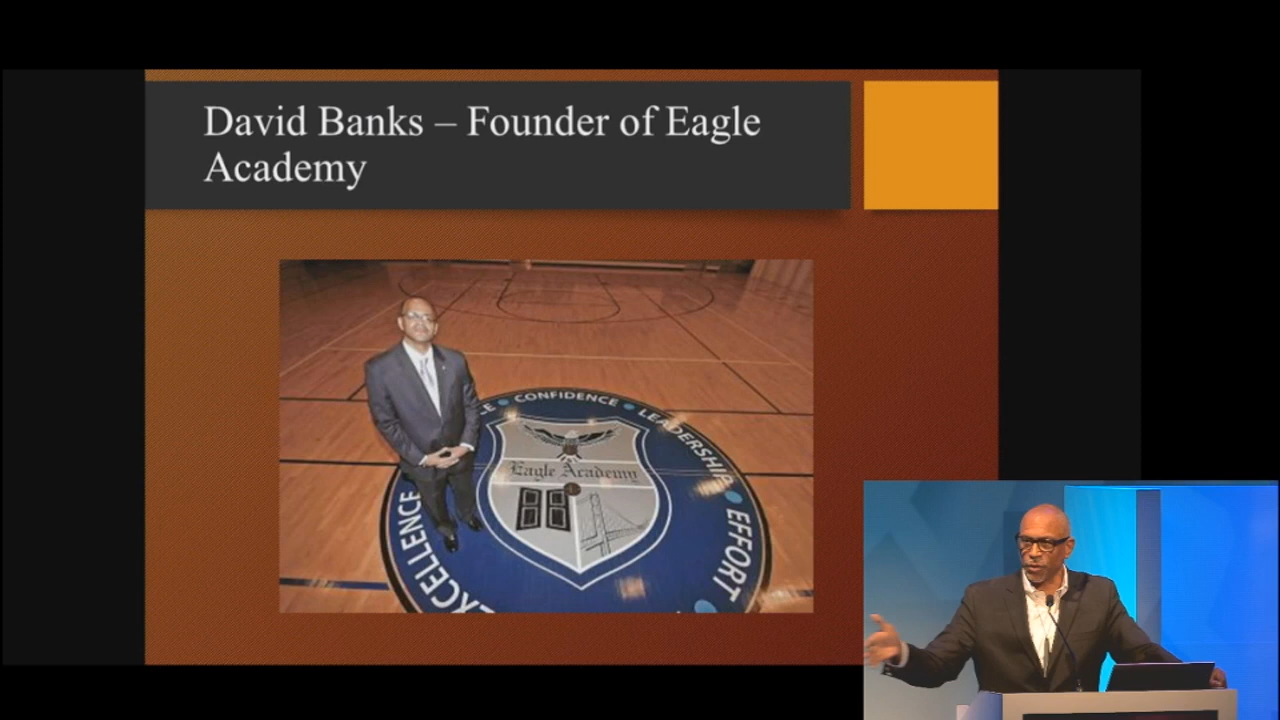 David Banks – Founder of Eagle
Academy
CONFIDENCE
LEADERSHIP
EFFORT
EXCELLENCE
Eagle Academy